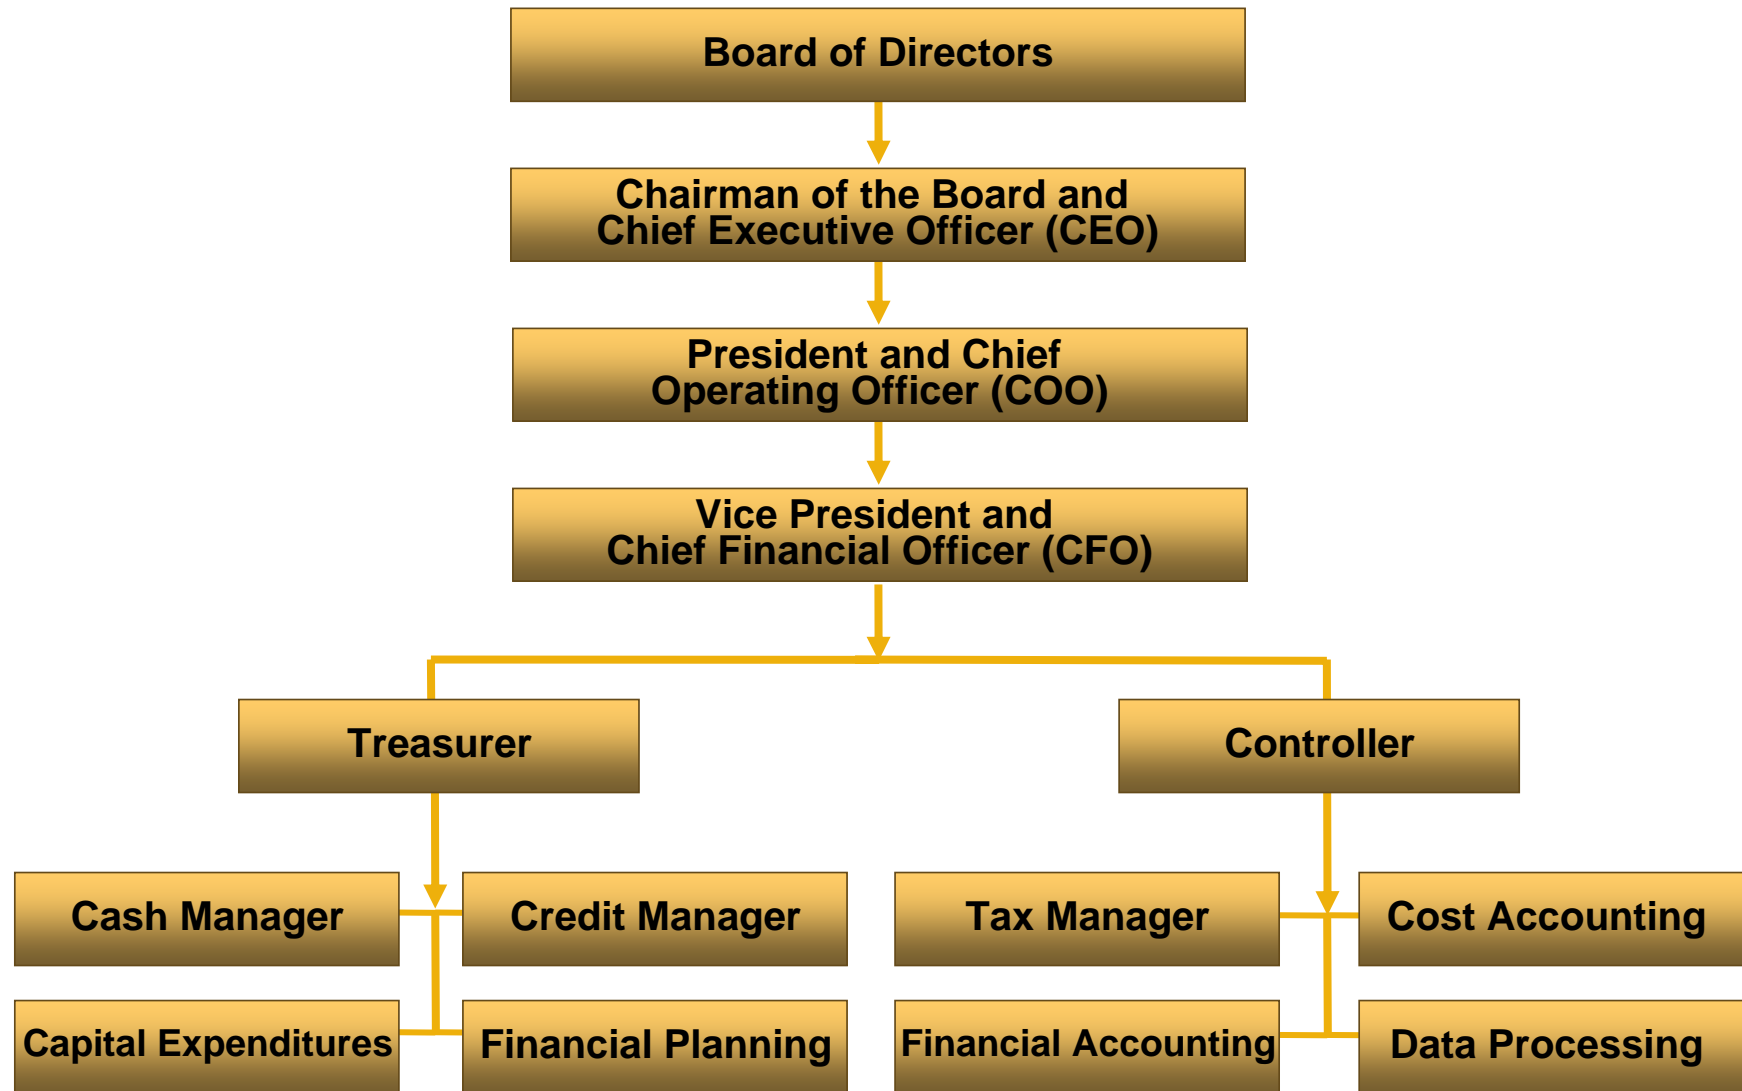 Board of Directors
Chairman of the Board and
Chief Executive Officer (CEO)
President and Chief
Operating Officer (COO)
Vice President and
Chief Financial Officer (CFO)
Treasurer
Controller
Cash Manager
Credit Manager
Tax Manager
Cost Accounting
Capital Expenditures
Financial Planning
Financial Accounting
Data Processing